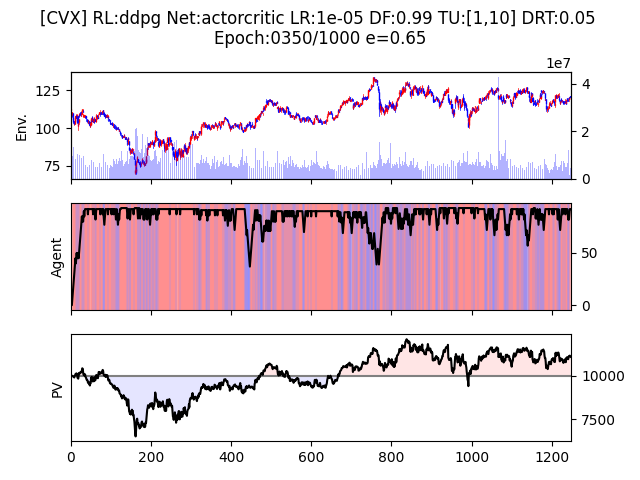 [CVX] RL:ddpg Net:actorcritic LR:1e-05 DF:0.99 TU:[1,10] DRT:0.05
Epoch:0350/1000 e=0.65
1e7
Env.
125
100
75
4
2
0
Agent
50
0
PV
10000
7500
0 200 400 600 800 1000 1200